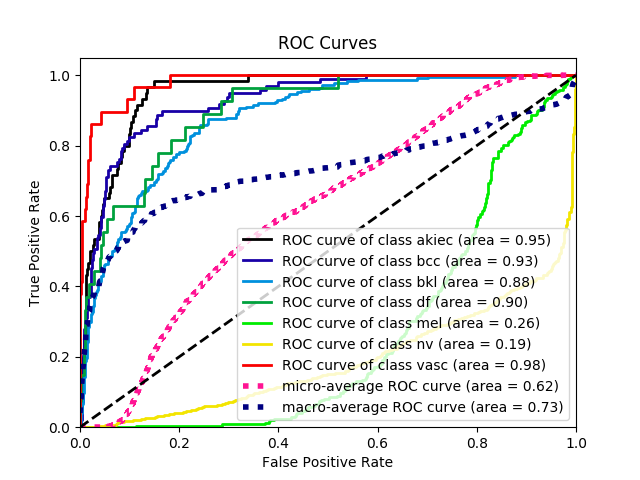 ROC Curves
True Positive Rate
1.0
0.8
0.6
0.4
0.2
0.0
ROC curve of class akiec (area = 0.95)
ROC curve of class bcc (area = 0.93)
ROC curve of class bkl (area = 0.88)
ROC curve of class df (area = 0.90)
ROC curve of class mel (area = 0.26)
ROC curve of class nv (area = 0.19)
ROC curve of class vasc (area = 0.98)
micro-average ROC curve (area = 0.62)
macro-average ROC curve (area = 0.73)
0.0 0.2 0.4 0.6 0.8 1.0
False Positive Rate